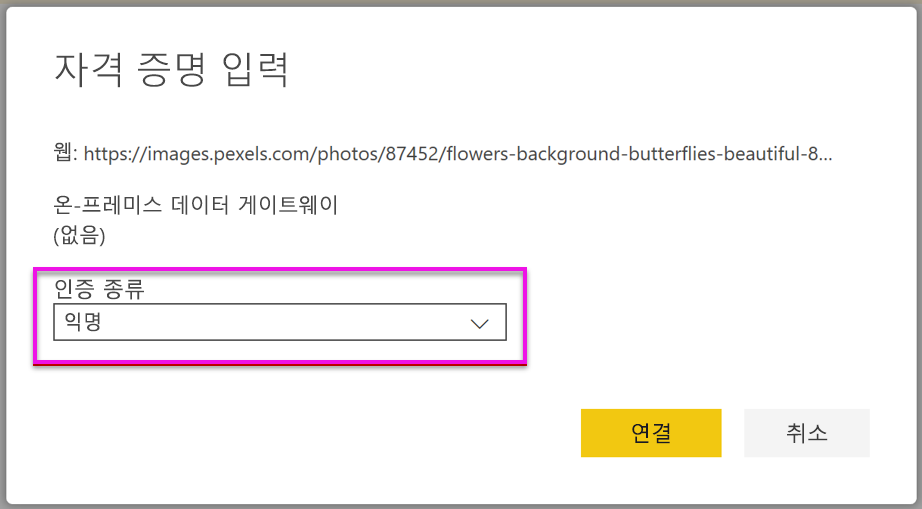 자격 증명 입력
웹: https://images.pexels.com/photos/87452/flowers-background-butterflies-beautiful-8...
온-프레미스 데이터 게이트웨이
(없음)
인증 종류
익명
연결
취소